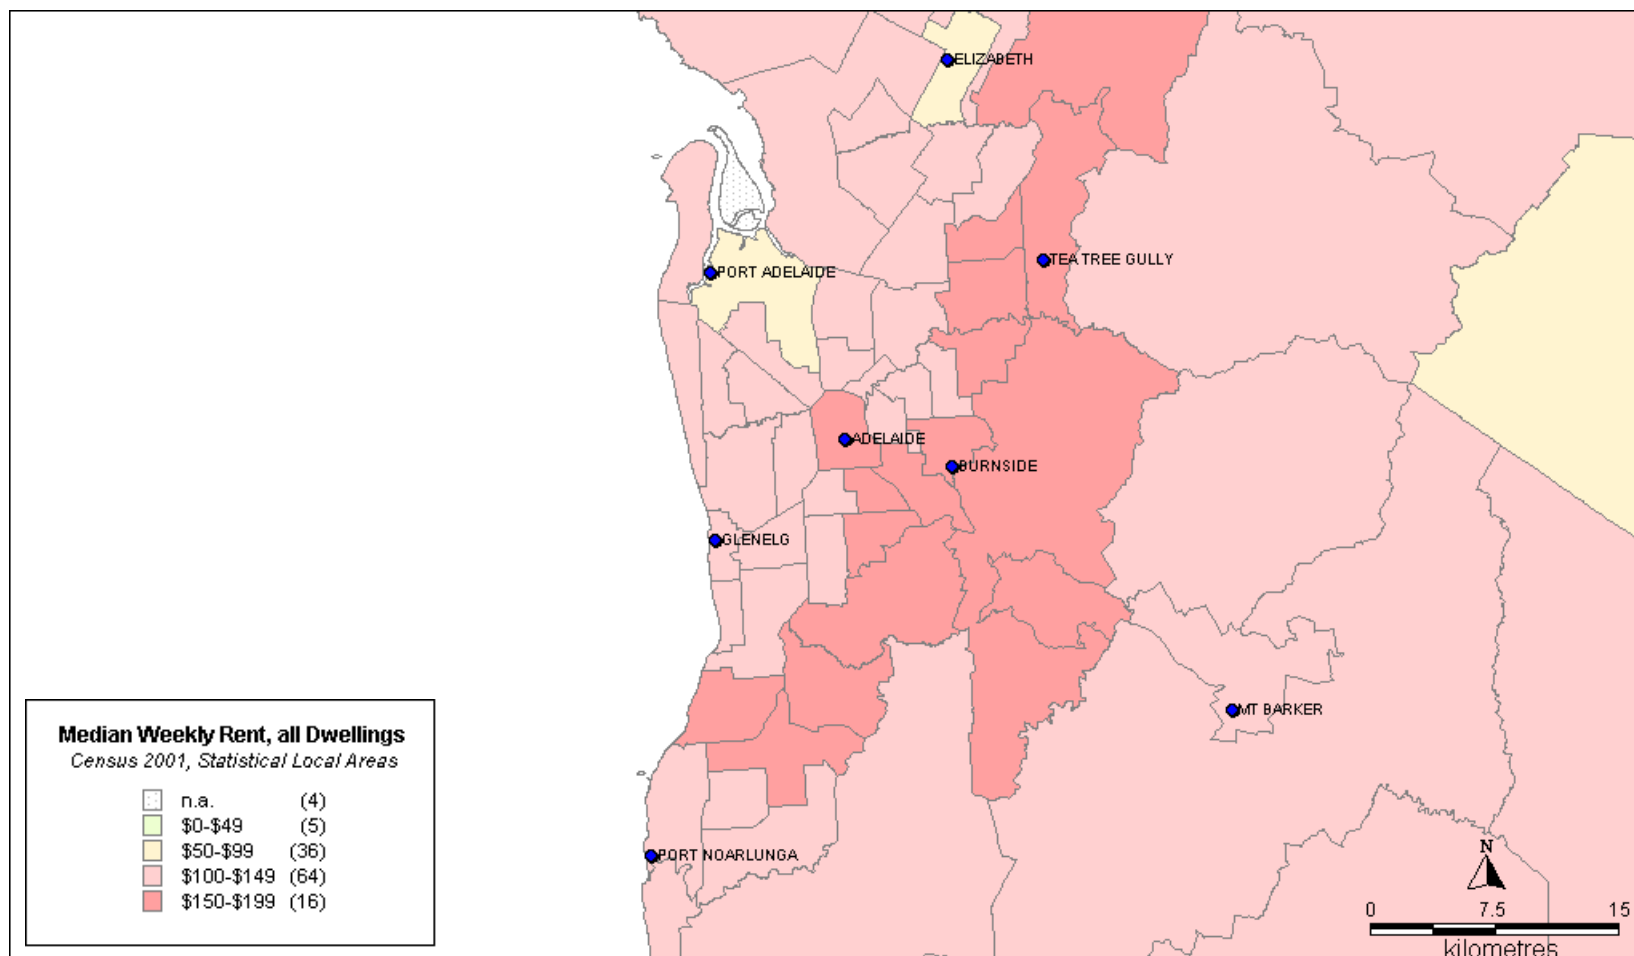 ELIZABETH
TEA TREE GULLY
PORT ADELAIDE
ADELAIDE
BURNSIDE
GLENELG
MT BARKER
PORT NOARLUNGA
Median Weekly Rent, all Dwellings
Census 2001, Statistical Local Areas
n.a. (4)
$0-$49 (5)
$50-$99 (36)
$100-$149 (64)
$150-$199 (16)
N
0 7.5 15
kilometres